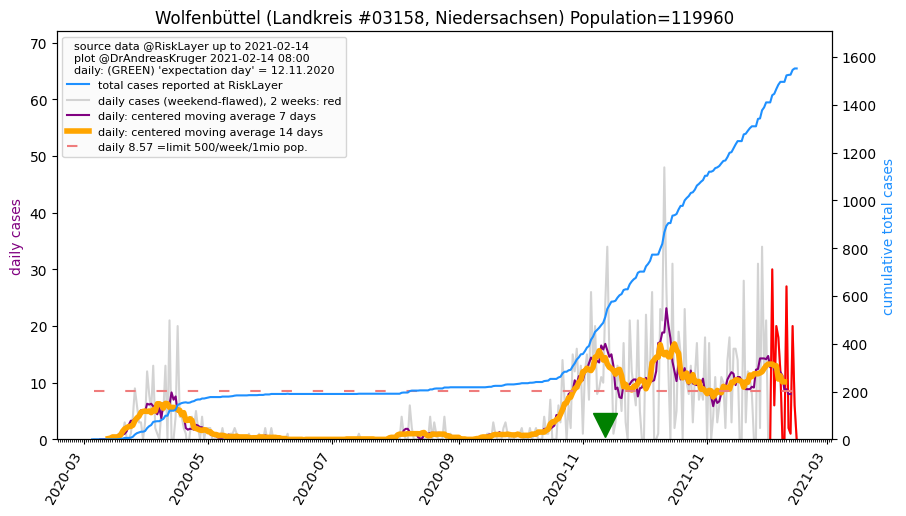 Wolfenbüttel (Landkreis #03158, Niedersachsen) Population=119960
source data @RiskLayer up to 2021-02-14
plot @DrAndreasKruger 2021-02-14 08:00
daily: (GREEN) 'expectation day' = 12.11.2020
total cases reported at RiskLayer
daily cases (weekend-flawed), 2 weeks: red
daily: centered moving average 7 days
daily: centered moving average 14 days
daily 8.57 =limit 500/week/1mio pop.
daily cases
70
60
50
40
30
20
10
0
cumulative total cases
1600
1400
1200
1000
800
600
400
200
0
2020-03
2020-05
2020-07
2020-09
2020-11
2021-01
2021-03